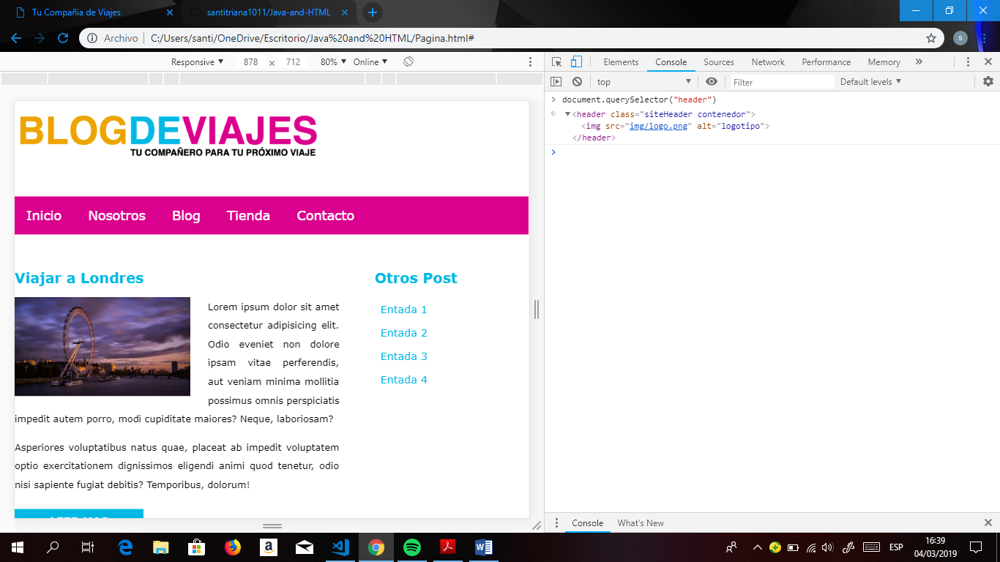 Tu Compañia de Viajes
santitriana1011/Java-and-HTML
Archivo
C:/Users/santi/OneDrive/Escritorio/Java%20and%20HTML/Pagina.html#
s
Responsive
878 x 712
80%
Online
Elements
Console
Sources
Network
Performance
Memory
top
Filter
Default levels
document.querySelector("header")
<header class="siteHeader contenedor">
<img src="img/logo.png" alt="logotipo">
</header>
BLOGDEVIAJES
TU COMPAÑERO PARA TU PRÓXIMO VIAJE
Inicio
Nosotros
Blog
Tienda
Contacto
Viajar a Londres
Lorem ipsum dolor sit amet
consectetur adipisicing elit.
Odio eveniet non dolore
ipsam vitae perferendis,
aut veniam minima mollitia
possimus omnis perspiciatis
impedit autem porro, modi cupiditate maiores? Neque, laboriosam?
Asperiores voluptatibus natus quae, placeat ab impedit voluptatem
optio exercitationem dignissimos eligendi animi quod tenetur, odio
nisi sapiente fugiat debitis? Temporibus, dolorum!
Otros Post
Entada 1
Entada 2
Entada 3
Entada 4
Console
What's New
ESP
16:39
04/03/2019